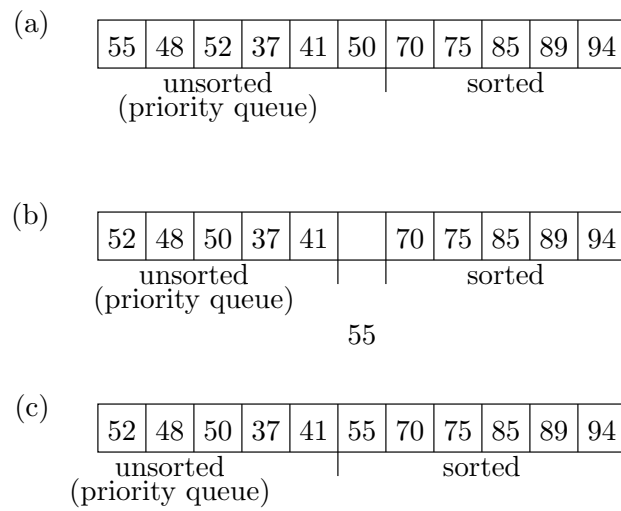 (a) 55 48 52 37 41 50 70 75 85 89 94
unsorted sorted
(priority queue)
(b) 52 48 50 37 41 70 75 85 89 94
unsorted sorted
(priority queue)
55
(c) 52 48 50 37 41 55 70 75 85 89 94
unsorted sorted
(priority queue)